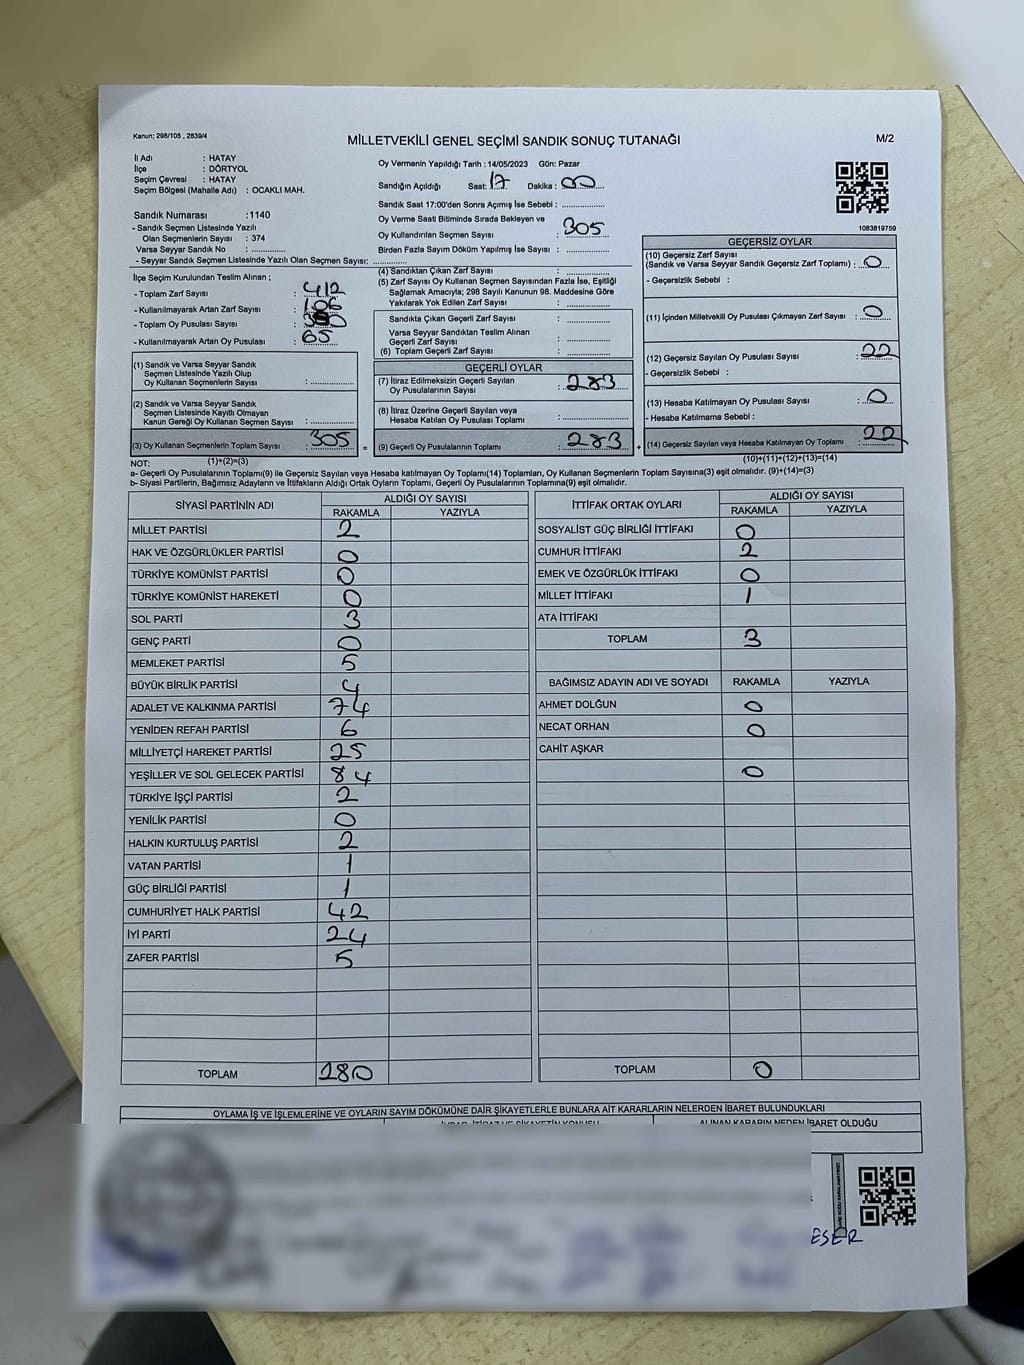 Kanun; 298/105 , 2839/4
MİLLETVEKİLİ GENEL SEÇİMİ SANDIK SONUÇ TUTANAĞI
M/2
İl Adı : HATAY
İlçe : DÖRTYOL
Seçim Çevresi : HATAY
Seçim Bölgesi (Mahalle Adı) : OCAKLI MAH.
Sandık Numarası :1140
- Sandık Seçmen Listesinde Yazılı
Olan Seçmenlerin Sayısı : 374
Varsa Seyyar Sandık No : ..............
- Seyyar Sandık Seçmen Listesinde Yazılı Olan Seçmen Sayısı: ..............
Oy Vermenin Yapıldığı Tarih : 14/05/2023 Gün: Pazar
Sandığın Açıldığı Saat: 17 Dakika : 00
Sandık Saat 17:00'den Sonra Açımış İse Sebebi : ..............
Oy Verme Saati Bitiminde Sırada Bekleyen ve
Oy Kullandırılan Seçmen Sayısı : 305
Birden Fazla Sayım Döküm Yapılmış İse Sayısı : ..............
1083819759
İlçe Seçim Kurulundan Teslim Alınan ;
- Toplam Zarf Sayısı : 412
- Kullanılmayarak Artan Zarf Sayısı : 106
- Toplam Oy Pusulası Sayısı :
- Kullanılmayarak Artan Oy Pusulası : 65
(1) Sandık ve Varsa Seyyar Sandık
Seçmen Listesinde Yazılı Olup
Oy Kullanan Seçmenlerin Sayısı : ..............
(2) Sandık ve Varsa Seyyar Sandık
Seçmen Listesinde Kayıtlı Olmayan
Kanun Gereği Oy Kullanan Seçmen Sayısı : ..............
(3) Oy Kullanan Seçmenlerin Toplam Sayısı : 305
(1)+(2)=(3)
(4) Sandıktan Çıkan Zarf Sayısı : ..............
(5) Zarf Sayısı Oy Kullanan Seçmen Sayısından Fazla İse, Eşitliği
Sağlamak Amacıyla; 298 Sayılı Kanunun 98. Maddesine Göre
Yakılarak Yok Edilen Zarf Sayısı : ..............
Sandıkta Çıkan Geçerli Zarf Sayısı : ..............
Varsa Seyyar Sandıktan Teslim Alınan
Geçerli Zarf Sayısı : ..............
(6) Toplam Geçerli Zarf Sayısı : ..............
GEÇERLİ OYLAR
(7) İtiraz Edilmeksizin Geçerli Sayılan
Oy Pusulalarının Sayısı : 283
(8) İtiraz Üzerine Geçerli Sayılan veya
Hesaba Katılan Oy Pusulası Toplamı : ..............
= (9) Geçerli Oy Pusulalarının Toplamı : 283
GEÇERSİZ OYLAR
(10) Geçersiz Zarf Sayısı
(Sandık ve Varsa Seyyar Sandık Geçersiz Zarf Toplamı) : 0
- Geçersizlik Sebebi :
(11) İçinden Milletvekili Oy Pusulası Çıkmayan Zarf Sayısı : 0
(12) Geçersiz Sayılan Oy Pusulası Sayısı : 22
- Geçersizlik Sebebi :
(13) Hesaba Katılmayan Oy Pusulası Sayısı : 0
- Hesaba Katılmama Sebebi :
+ (14) Geçersiz Sayılan veya Hesaba Katılmayan Oy Toplamı : 22
(10)+(11)+(12)+(13)=(14)
NOT:
a- Geçerli Oy Pusulalarının Toplamı(9) ile Geçersiz Sayılan veya Hesaba katılmayan Oy Toplamı(14) Toplamları, Oy Kullanan Seçmenlerin Toplam Sayısına(3) eşit olmalıdır. (9)+(14)=(3)
b- Siyasi Partilerin, Bağımsız Adayların ve İttifakların Aldığı Ortak Oyların Toplamı, Geçerli Oy Pusulalarının Toplamına(9) eşit olmalıdır.
SİYASİ PARTİNİN ADI ALDIĞI OY SAYISI
RAKAMLA YAZIYLA
MİLLET PARTİSİ 2
HAK VE ÖZGÜRLÜKLER PARTİSİ 0
TÜRKİYE KOMÜNİST PARTİSİ 0
TÜRKİYE KOMÜNİST HAREKETİ 0
SOL PARTİ 3
GENÇ PARTİ 0
MEMLEKET PARTİSİ 5
BÜYÜK BİRLİK PARTİSİ 4
ADALET VE KALKINMA PARTİSİ 74
YENİDEN REFAH PARTİSİ 6
MİLLİYETÇİ HAREKET PARTİSİ 25
YEŞİLLER VE SOL GELECEK PARTİSİ 84
TÜRKİYE İŞÇİ PARTİSİ 2
YENİLİK PARTİSİ 0
HALKIN KURTULUŞ PARTİSİ 2
VATAN PARTİSİ 1
GÜÇ BİRLİĞİ PARTİSİ 1
CUMHURİYET HALK PARTİSİ 42
İYİ PARTİ 24
ZAFER PARTİSİ 5
TOPLAM 280
İTTİFAK ORTAK OYLARI ALDIĞI OY SAYISI
RAKAMLA YAZIYLA
SOSYALİST GÜÇ BİRLİĞİ İTTİFAKI 0
CUMHUR İTTİFAKI 2
EMEK VE ÖZGÜRLÜK İTTİFAKI 0
MİLLET İTTİFAKI 1
ATA İTTİFAKI
TOPLAM 3
BAĞIMSIZ ADAYIN ADI VE SOYADI RAKAMLA YAZIYLA
AHMET DOLĞUN 0
NECAT ORHAN 0
CAHİT AŞKAR
0
TOPLAM 0
OYLAMA İŞ VE İŞLEMLERİNE VE OYLARIN SAYIM DÖKÜMÜNE DAİR ŞİKAYETLERLE BUNLARA AİT KARARLARIN NELERDEN İBARET BULUNDUKLARI
ALINAN KARARIN NEDEN İBARET OLDUĞU
ESER